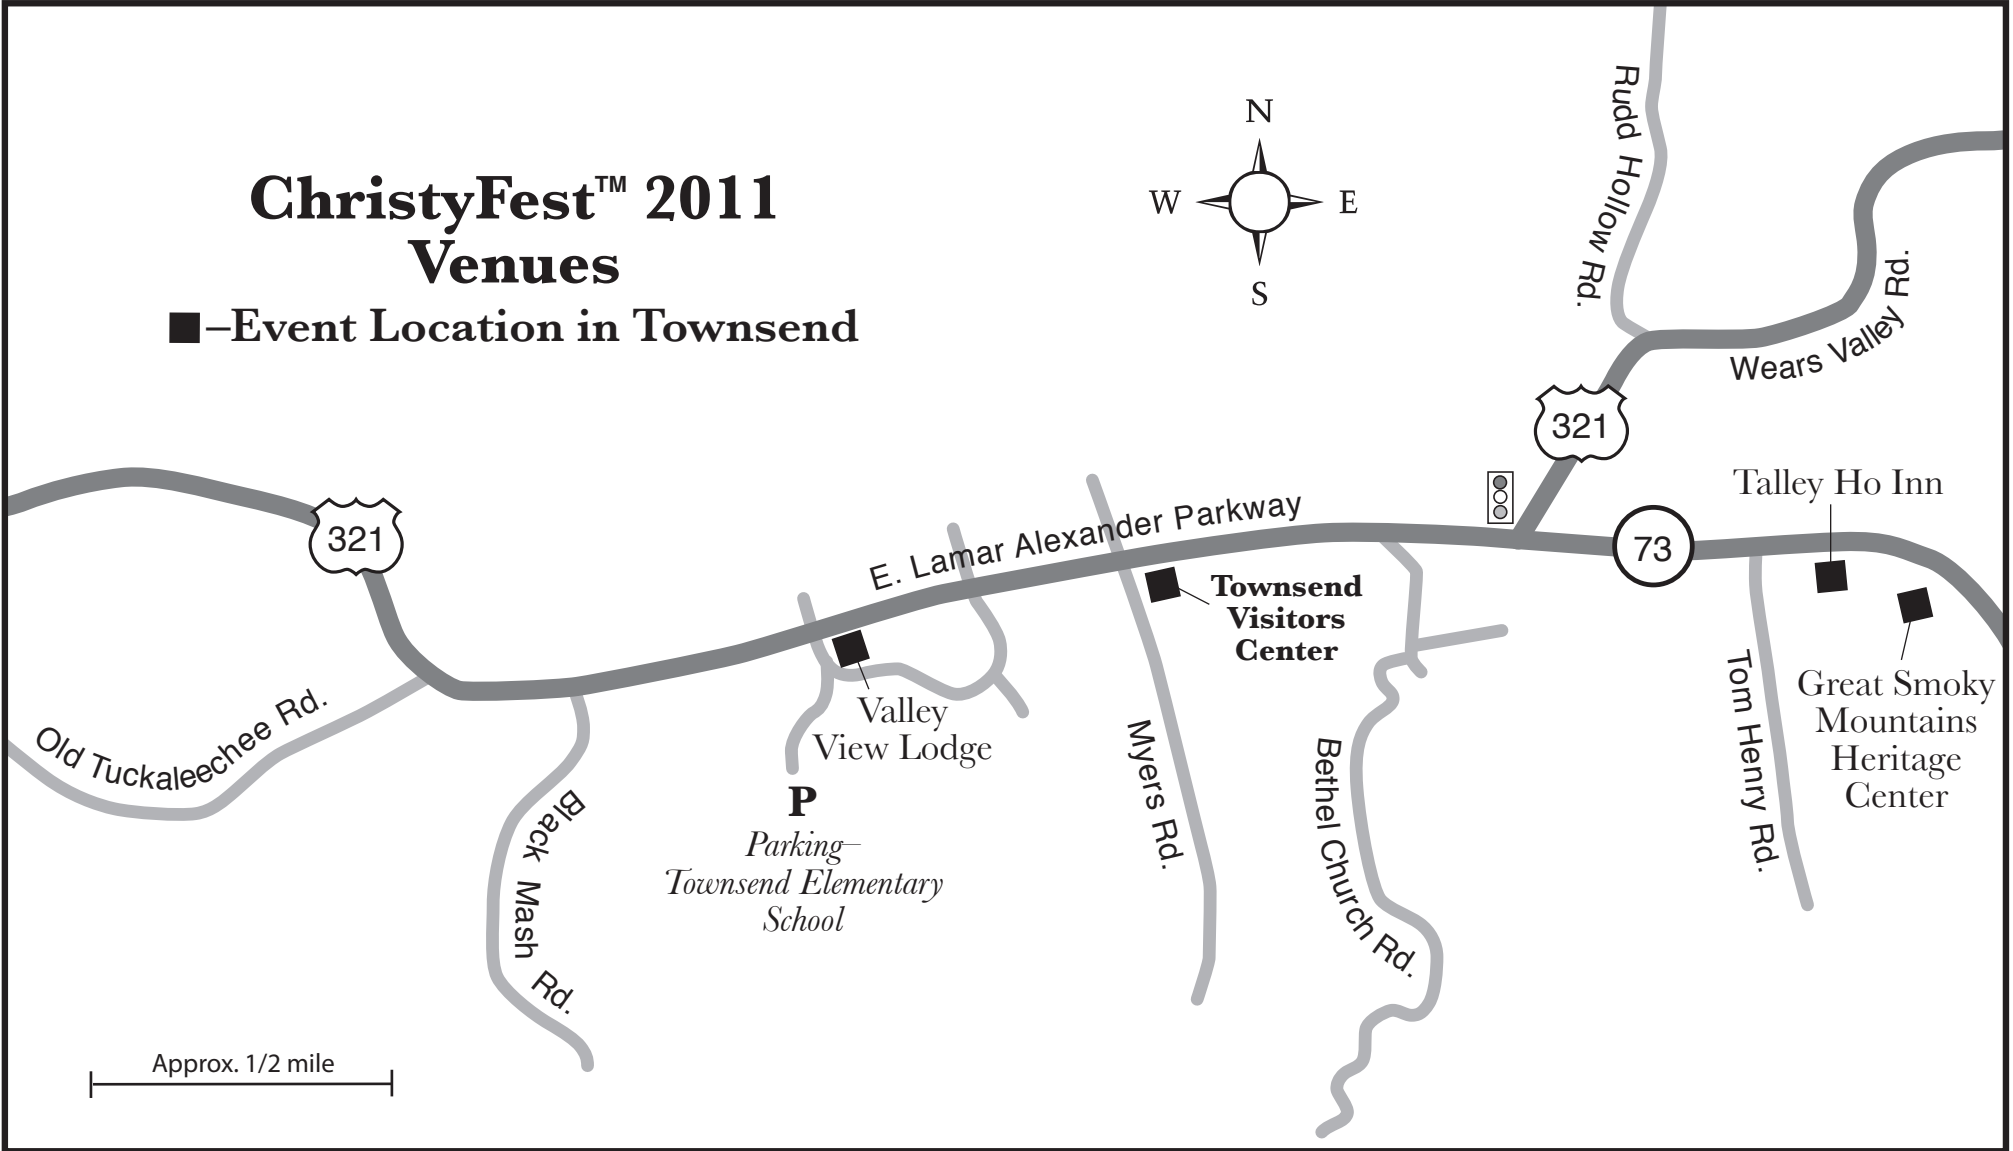 ChristyFest™ 2011
Venues
■–Event Location in Townsend
N
W
E
S
Rudd Hollow Rd.
Wears Valley Rd.
321
Talley Ho Inn
321
E. Lamar Alexander Parkway
73
Townsend
Visitors
Center
Great Smoky
Mountains
Heritage
Center
Old Tuckaleechee Rd.
Valley
View Lodge
Black Mash Rd.
P
Parking–
Townsend Elementary
School
Myers Rd.
Bethel Church Rd.
Tom Henry Rd.
Approx. 1/2 mile